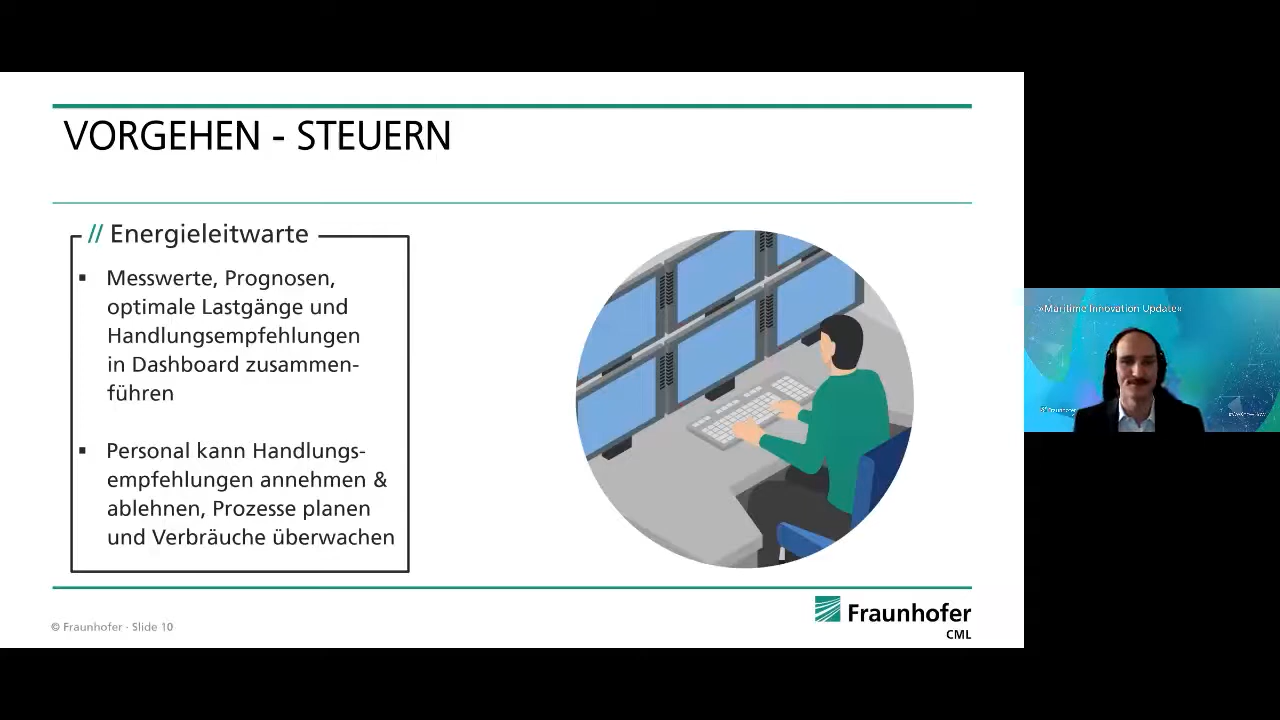 VORGEHEN - STEUERN
// Energieleitwarte
▪ Messwerte, Prognosen,
optimale Lastgänge und
Handlungsempfehlungen
in Dashboard zusammen-
führen
▪ Personal kann Handlungs-
empfehlungen annehmen &
ablehnen, Prozesse planen
und Verbräuche überwachen
© Fraunhofer · Slide 10
Fraunhofer
CML
»Maritime Innovation Update«
Fraunhofer